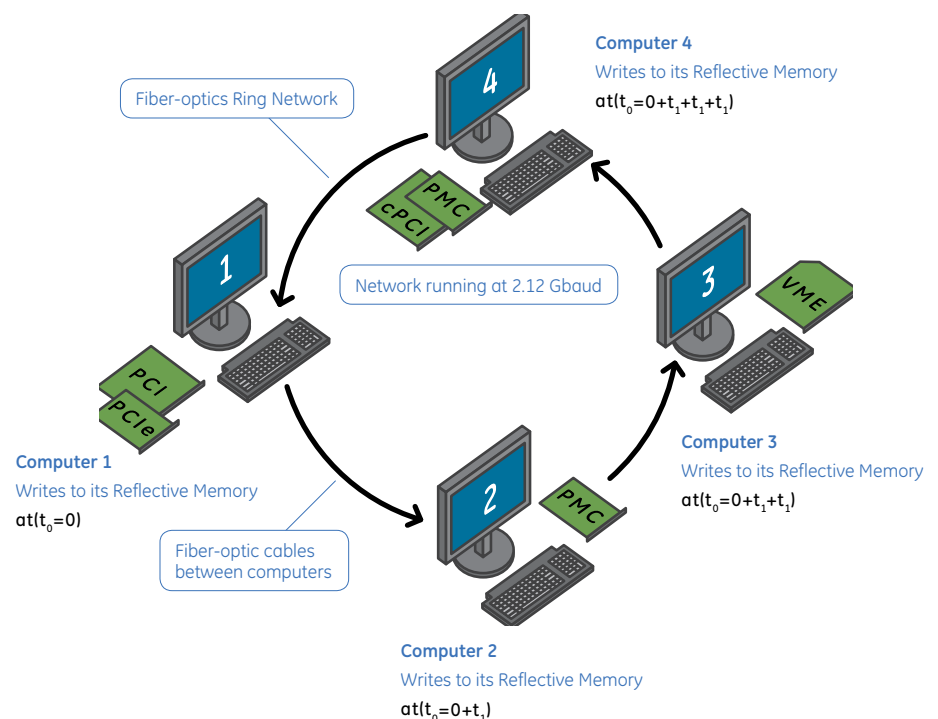 Computer 4
Writes to its Reflective Memory
at(t₀=0+t₁+t₁+t₁)
Fiber-optics Ring Network
4
PMC
cPCI
1
Network running at 2.12 Gbaud
3
VME
PCI
PCIe
Computer 1
Writes to its Reflective Memory
at(t₀=0)
Computer 3
Writes to its Reflective Memory
at(t₀=0+t₁+t₁)
2
PMC
Fiber-optic cables
between computers
Computer 2
Writes to its Reflective Memory
at(t₀=0+t₁)